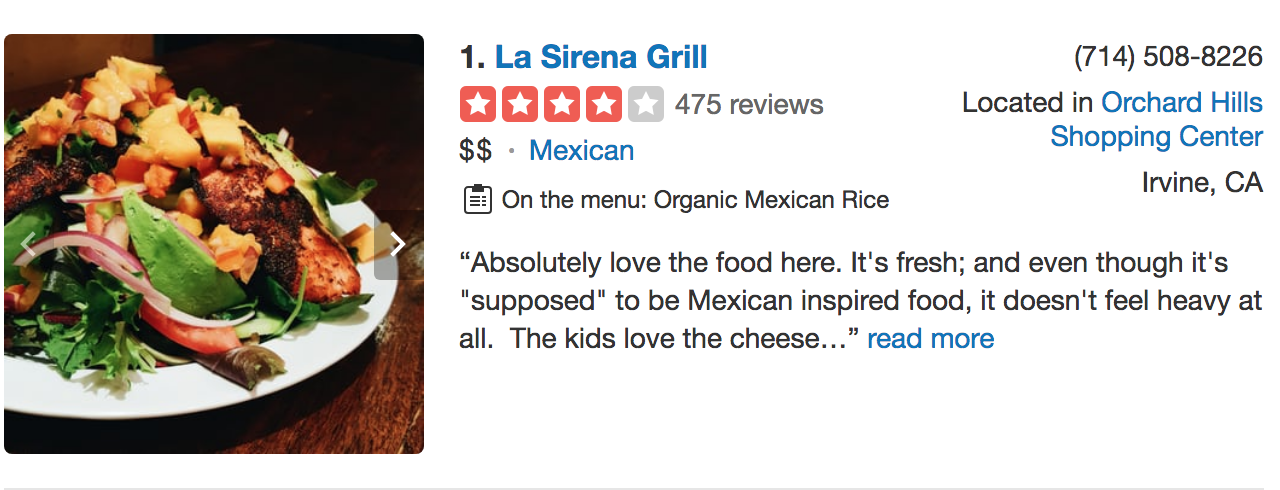 1. La Sirena Grill
475 reviews
$$ · Mexican
On the menu: Organic Mexican Rice
“Absolutely love the food here. It's fresh; and even though it's
"supposed" to be Mexican inspired food, it doesn't feel heavy at
all.  The kids love the cheese…” read more
(714) 508-8226
Located in Orchard Hills
Shopping Center
Irvine, CA